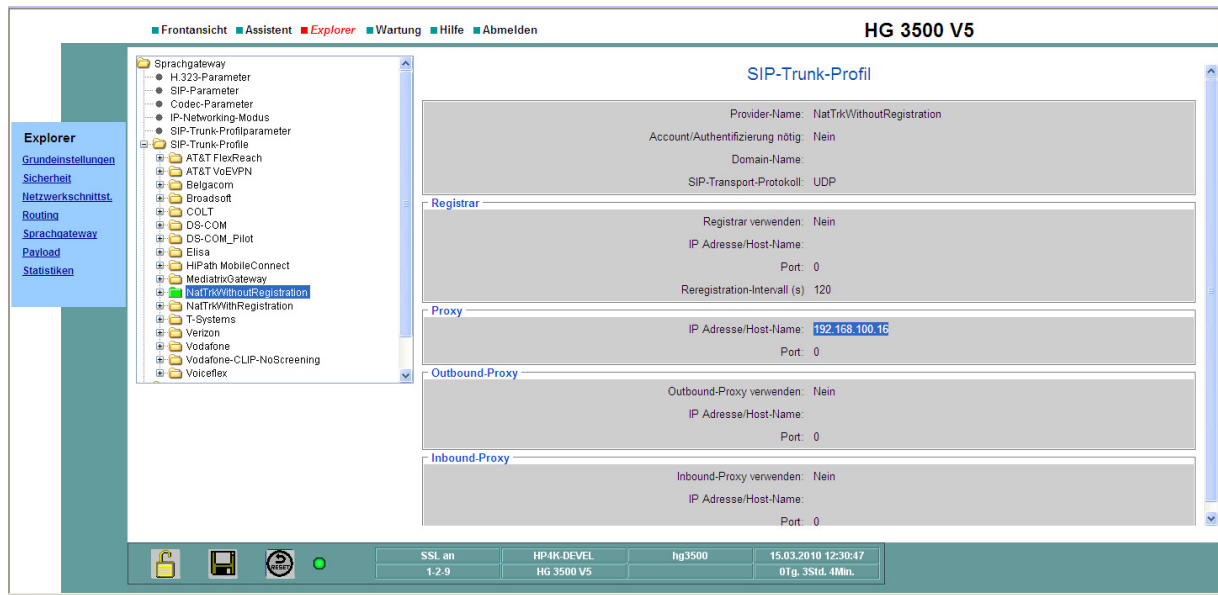 Frontansicht Assistent Explorer Wartung Hilfe Abmelden
HG 3500 V5
Explorer
Grundeinstellungen
Sicherheit
Netzwerkschnittst.
Routing
Sprachgateway
Payload
Statistiken
Sprachgateway
H.323-Parameter
SIP-Parameter
Codec-Parameter
IP-Networking-Modus
SIP-Trunk-Profilparameter
SIP-Trunk-Profile
AT&T FlexReach
AT&T VoEVPN
Belgacom
Broadsoft
COLT
DS-COM
DS-COM_Pilot
Elisa
HiPath MobileConnect
MediatrixGateway
NatTrkWithoutRegistration
NatTrkWithRegistration
T-Systems
Verizon
Vodafone
Vodafone-CLIP-NoScreening
Voiceflex
SIP-Trunk-Profil
Provider-Name: NatTrkWithoutRegistration
Account/Authentifizierung nötig: Nein
Domain-Name:
SIP-Transport-Protokoll: UDP
Registrar
Registrar verwenden: Nein
IP Adresse/Host-Name:
Port: 0
Reregistration-Intervall (s) 120
Proxy
IP Adresse/Host-Name: 192.168.100.16
Port: 0
Outbound-Proxy
Outbound-Proxy verwenden: Nein
IP Adresse/Host-Name:
Port: 0
Inbound-Proxy
Inbound-Proxy verwenden: Nein
IP Adresse/Host-Name:
Port: 0
RESET
SSL an HP4K-DEVEL hg3500 15.03.2010 12:30:47
1-2-9 HG 3500 V5 0Tg. 3Std. 4Min.